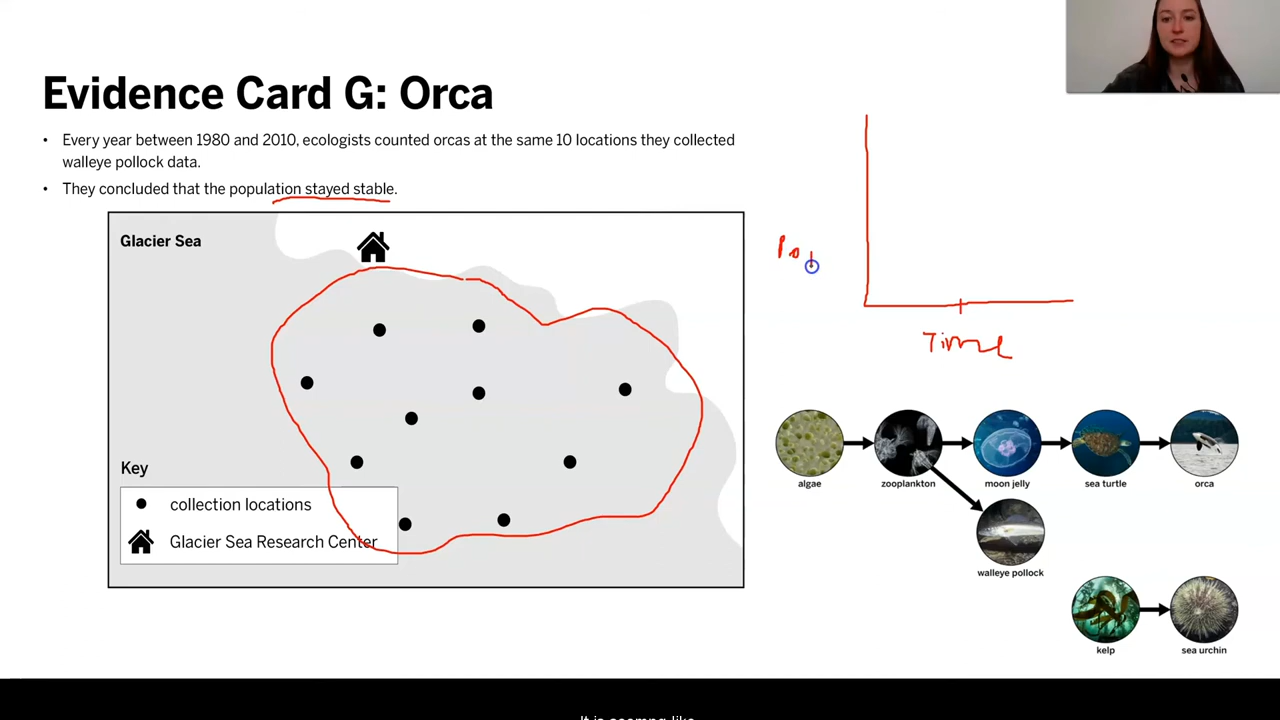 Evidence Card G: Orca
• Every year between 1980 and 2010, ecologists counted orcas at the same 10 locations they collected
walleye pollock data.
• They concluded that the population stayed stable.
Glacier Sea
Key
collection locations
Glacier Sea Research Center
Po
Time
algae
zooplankton
moon jelly
sea turtle
orca
walleye pollock
kelp
sea urchin